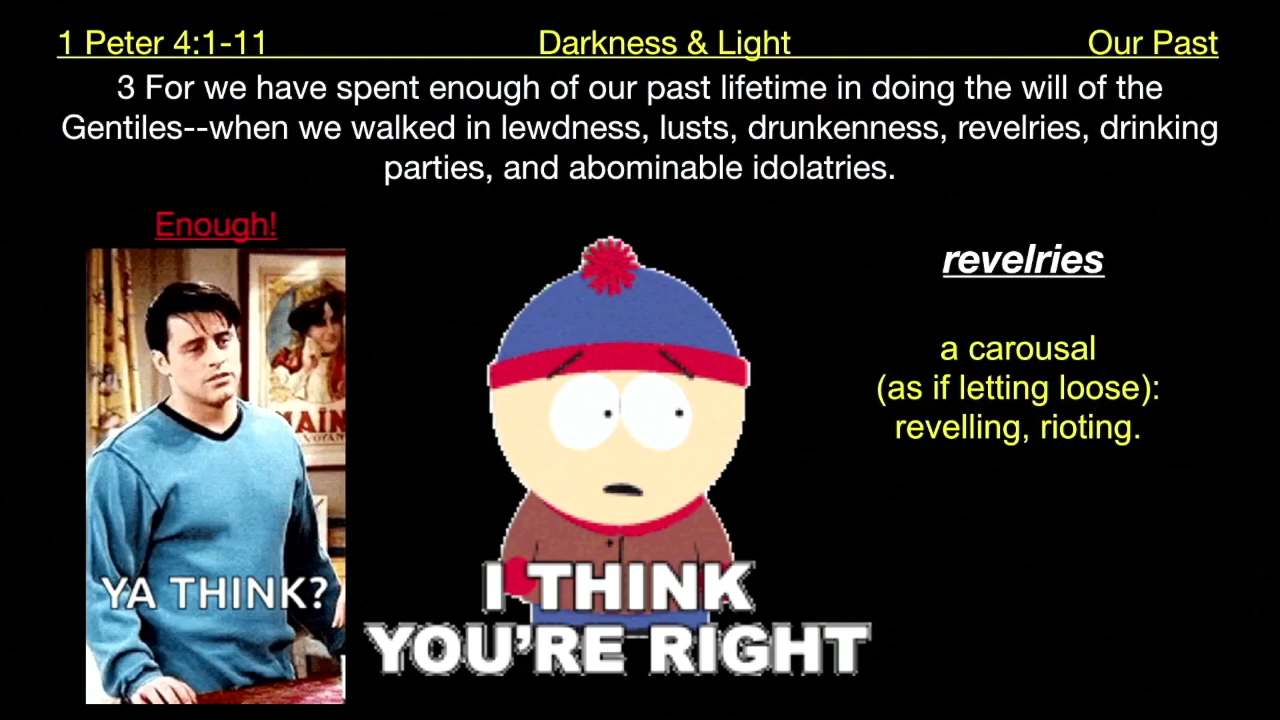 1 Peter 4:1-11 Darkness & Light Our Past
3 For we have spent enough of our past lifetime in doing the will of the
Gentiles--when we walked in lewdness, lusts, drunkenness, revelries, drinking
parties, and abominable idolatries.
Enough!
MAIN
YA THINK?
I THINK
YOU'RE RIGHT
revelries
a carousal
(as if letting loose):
revelling, rioting.